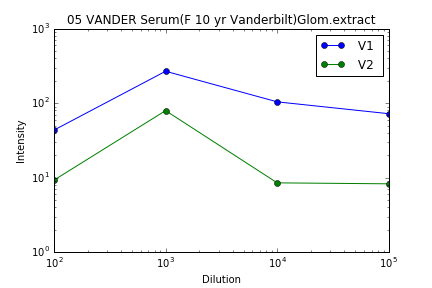 05 VANDER Serum(F 10 yr Vanderbilt)Glom.extract
10³
V1
V2
10²
Intensity
10¹
10⁰
10² 10³ 10⁴ 10⁵
Dilution